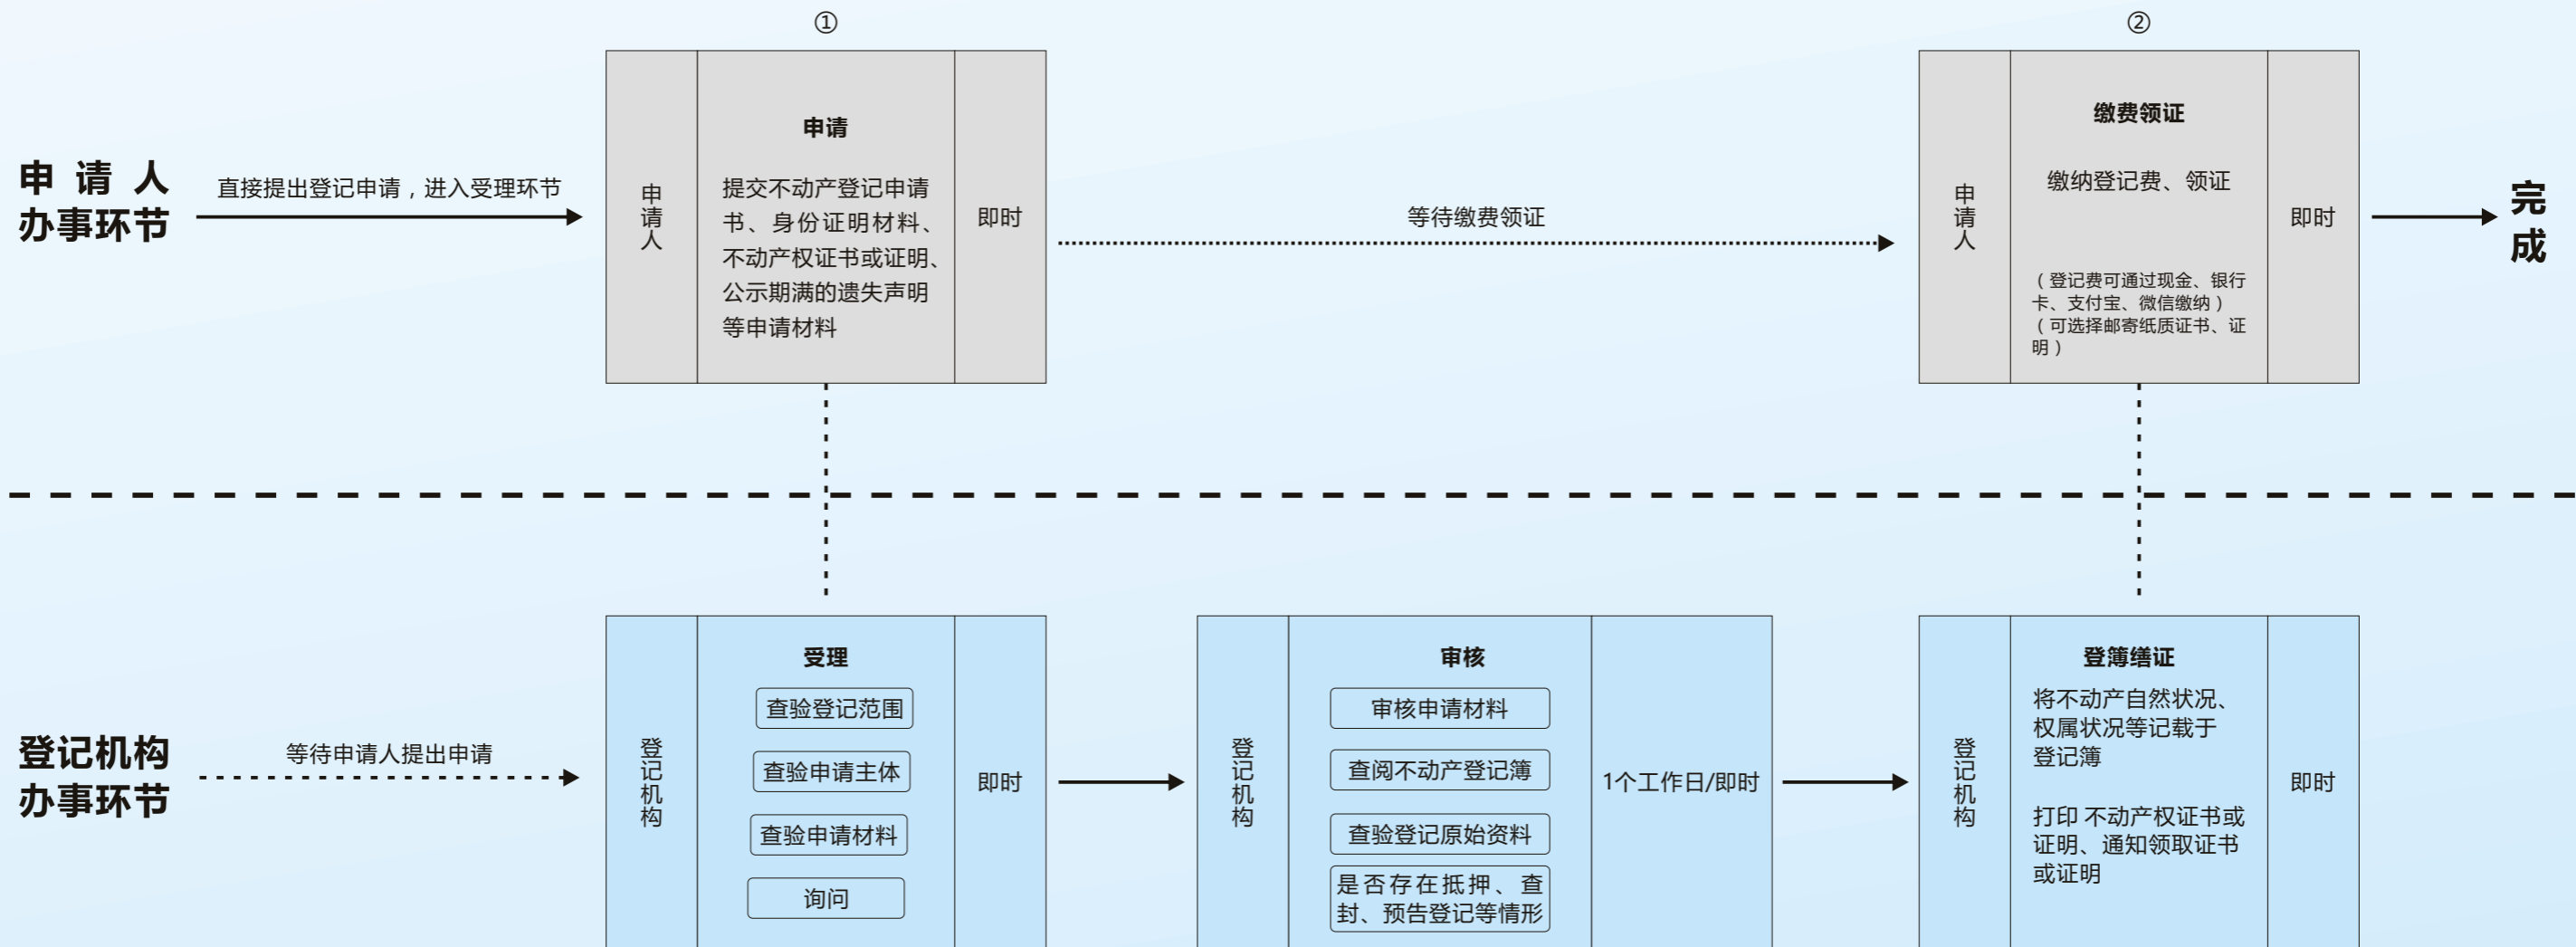 ①
②
申请人
办事环节
直接提出登记申请，进入受理环节
申请人
申请
提交不动产登记申请
书、身份证明材料、
不动产权证书或证明、
公示期满的遗失声明
等申请材料
即时
等待缴费领证
申请人
缴费领证
缴纳登记费、领证
（登记费可通过现金、银行
卡、支付宝、微信缴纳）
（可选择邮寄纸质证书、证
明）
即时
完成
登记机构
办事环节
等待申请人提出申请
登记机构
受理
查验登记范围
查验申请主体
查验申请材料
询问
即时
登记机构
审核
审核申请材料
查阅不动产登记簿
查验登记原始资料
是否存在抵押、查
封、预告登记等情形
1个工作日/即时
登记机构
登簿缮证
将不动产自然状况、
权属状况等记载于
登记簿
打印 不动产权证书或
证明、通知领取证书
或证明
即时